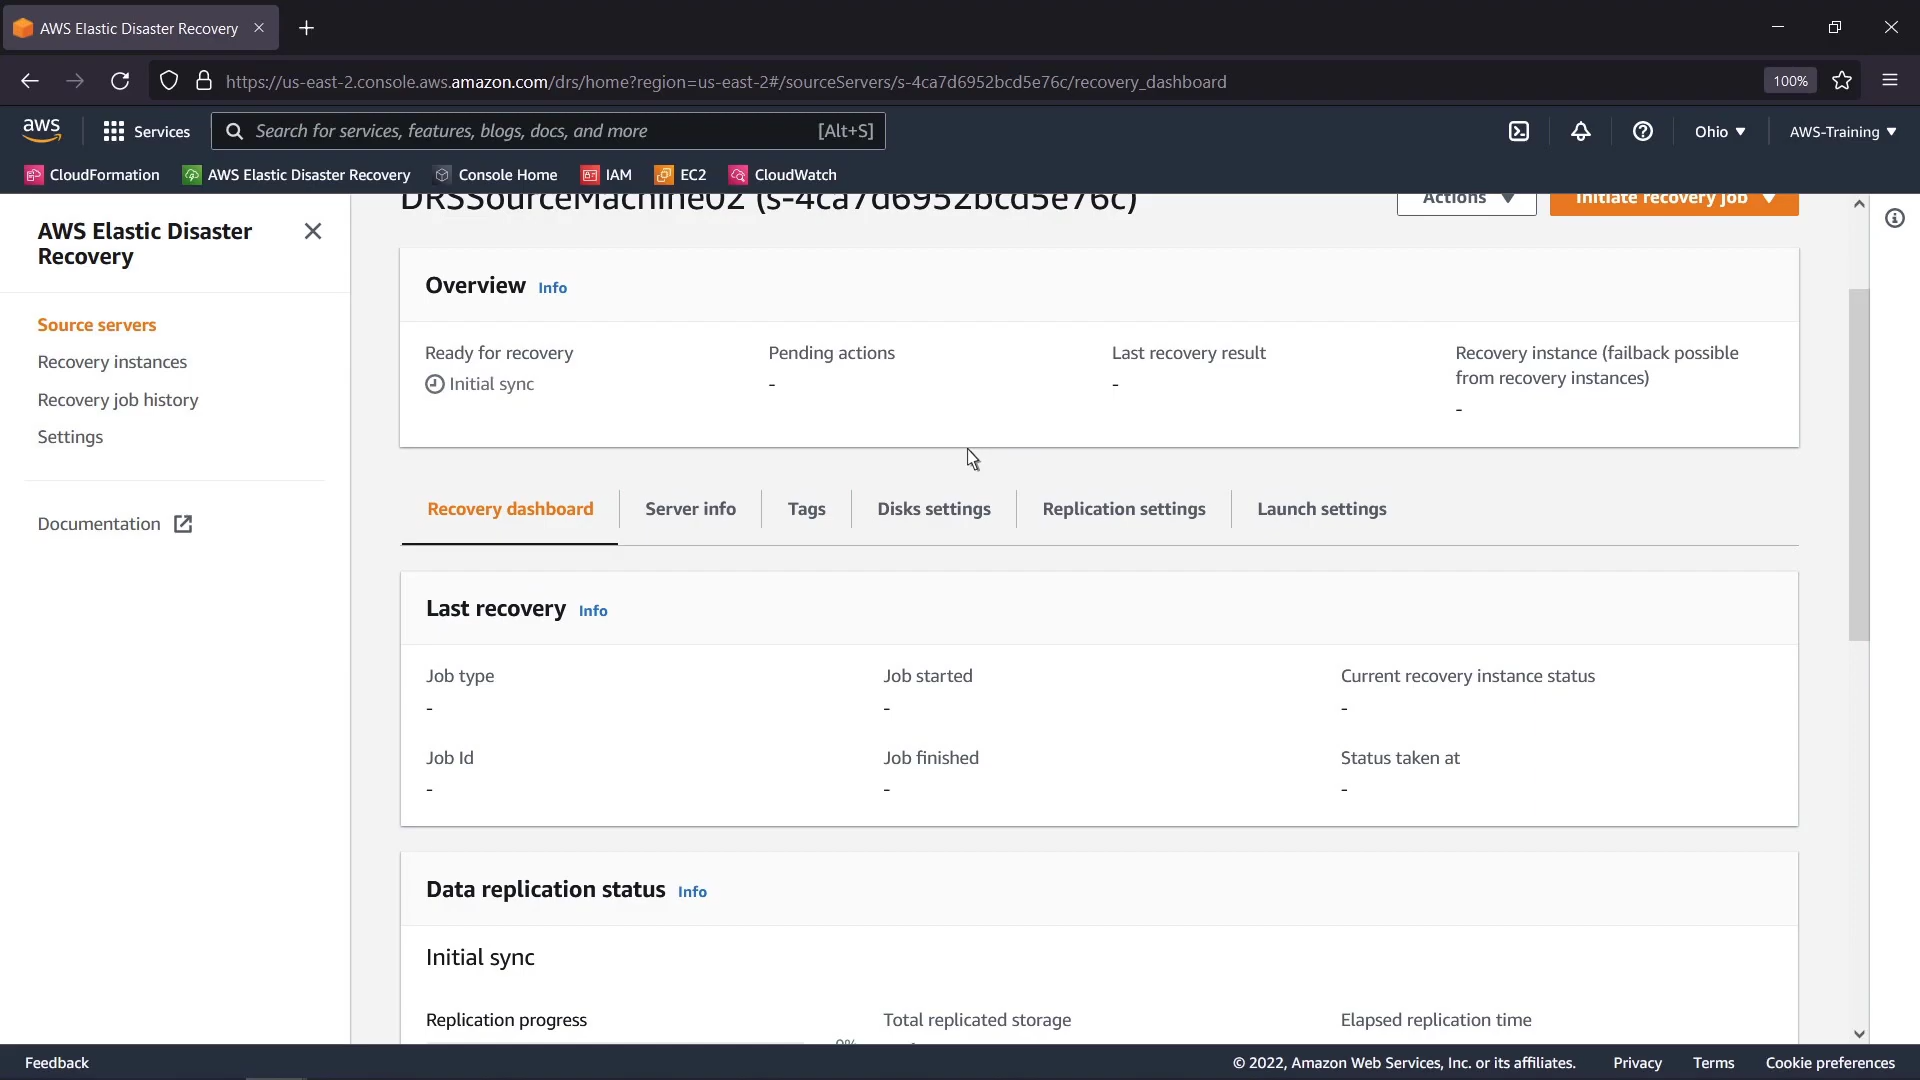 AWS Elastic Disaster Recovery
https://us-east-2.console.aws.amazon.com/drs/home?region=us-east-2#/sourceServers/s-4ca7d6952bcd5e76c/recovery_dashboard
100%
aws
Services
Search for services, features, blogs, docs, and more
[Alt+S]
Ohio
AWS-Training
CloudFormation
AWS Elastic Disaster Recovery
Console Home
IAM
EC2
CloudWatch
AWS Elastic Disaster
Recovery
Source servers
Recovery instances
Recovery job history
Settings
Documentation
DRSSourceMachine02 (s-4ca7d6952bcd5e76c)
Actions
Initiate recovery job
Overview Info
Ready for recovery
Initial sync
Pending actions
-
Last recovery result
-
Recovery instance (failback possible
from recovery instances)
-
Recovery dashboard
Server info
Tags
Disks settings
Replication settings
Launch settings
Last recovery Info
Job type
-
Job started
-
Current recovery instance status
-
Job Id
-
Job finished
-
Status taken at
-
Data replication status Info
Initial sync
Replication progress
0%
Total replicated storage
Elapsed replication time
Feedback
© 2022, Amazon Web Services, Inc. or its affiliates.
Privacy
Terms
Cookie preferences